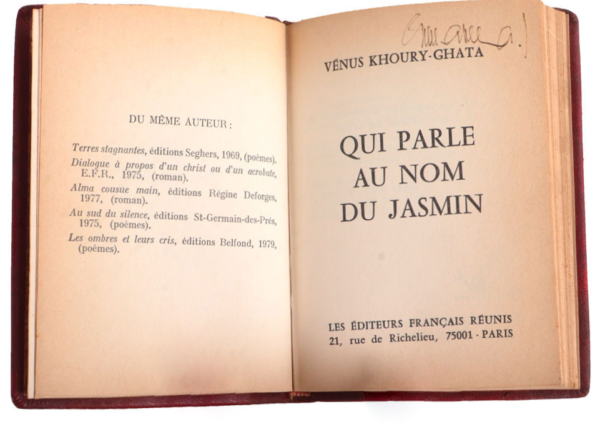 DU MÊME AUTEUR :
Terres stagnantes, éditions Seghers, 1969, (poèmes).
Dialogue à propos d'un christ ou d'un acrobate,
E.F.R., 1975, (roman).
Alma cousue main, éditions Régine Deforges,
1977, (roman).
Au sud du silence, éditions St-Germain-des-Prés,
1975, (poèmes).
Les ombres et leurs cris, éditions Belfond, 1979,
(poèmes).
VÉNUS KHOURY-GHATA
QUI PARLE
AU NOM
DU JASMIN
LES ÉDITEURS FRANÇAIS RÉUNIS
21, rue de Richelieu, 75001 - PARIS